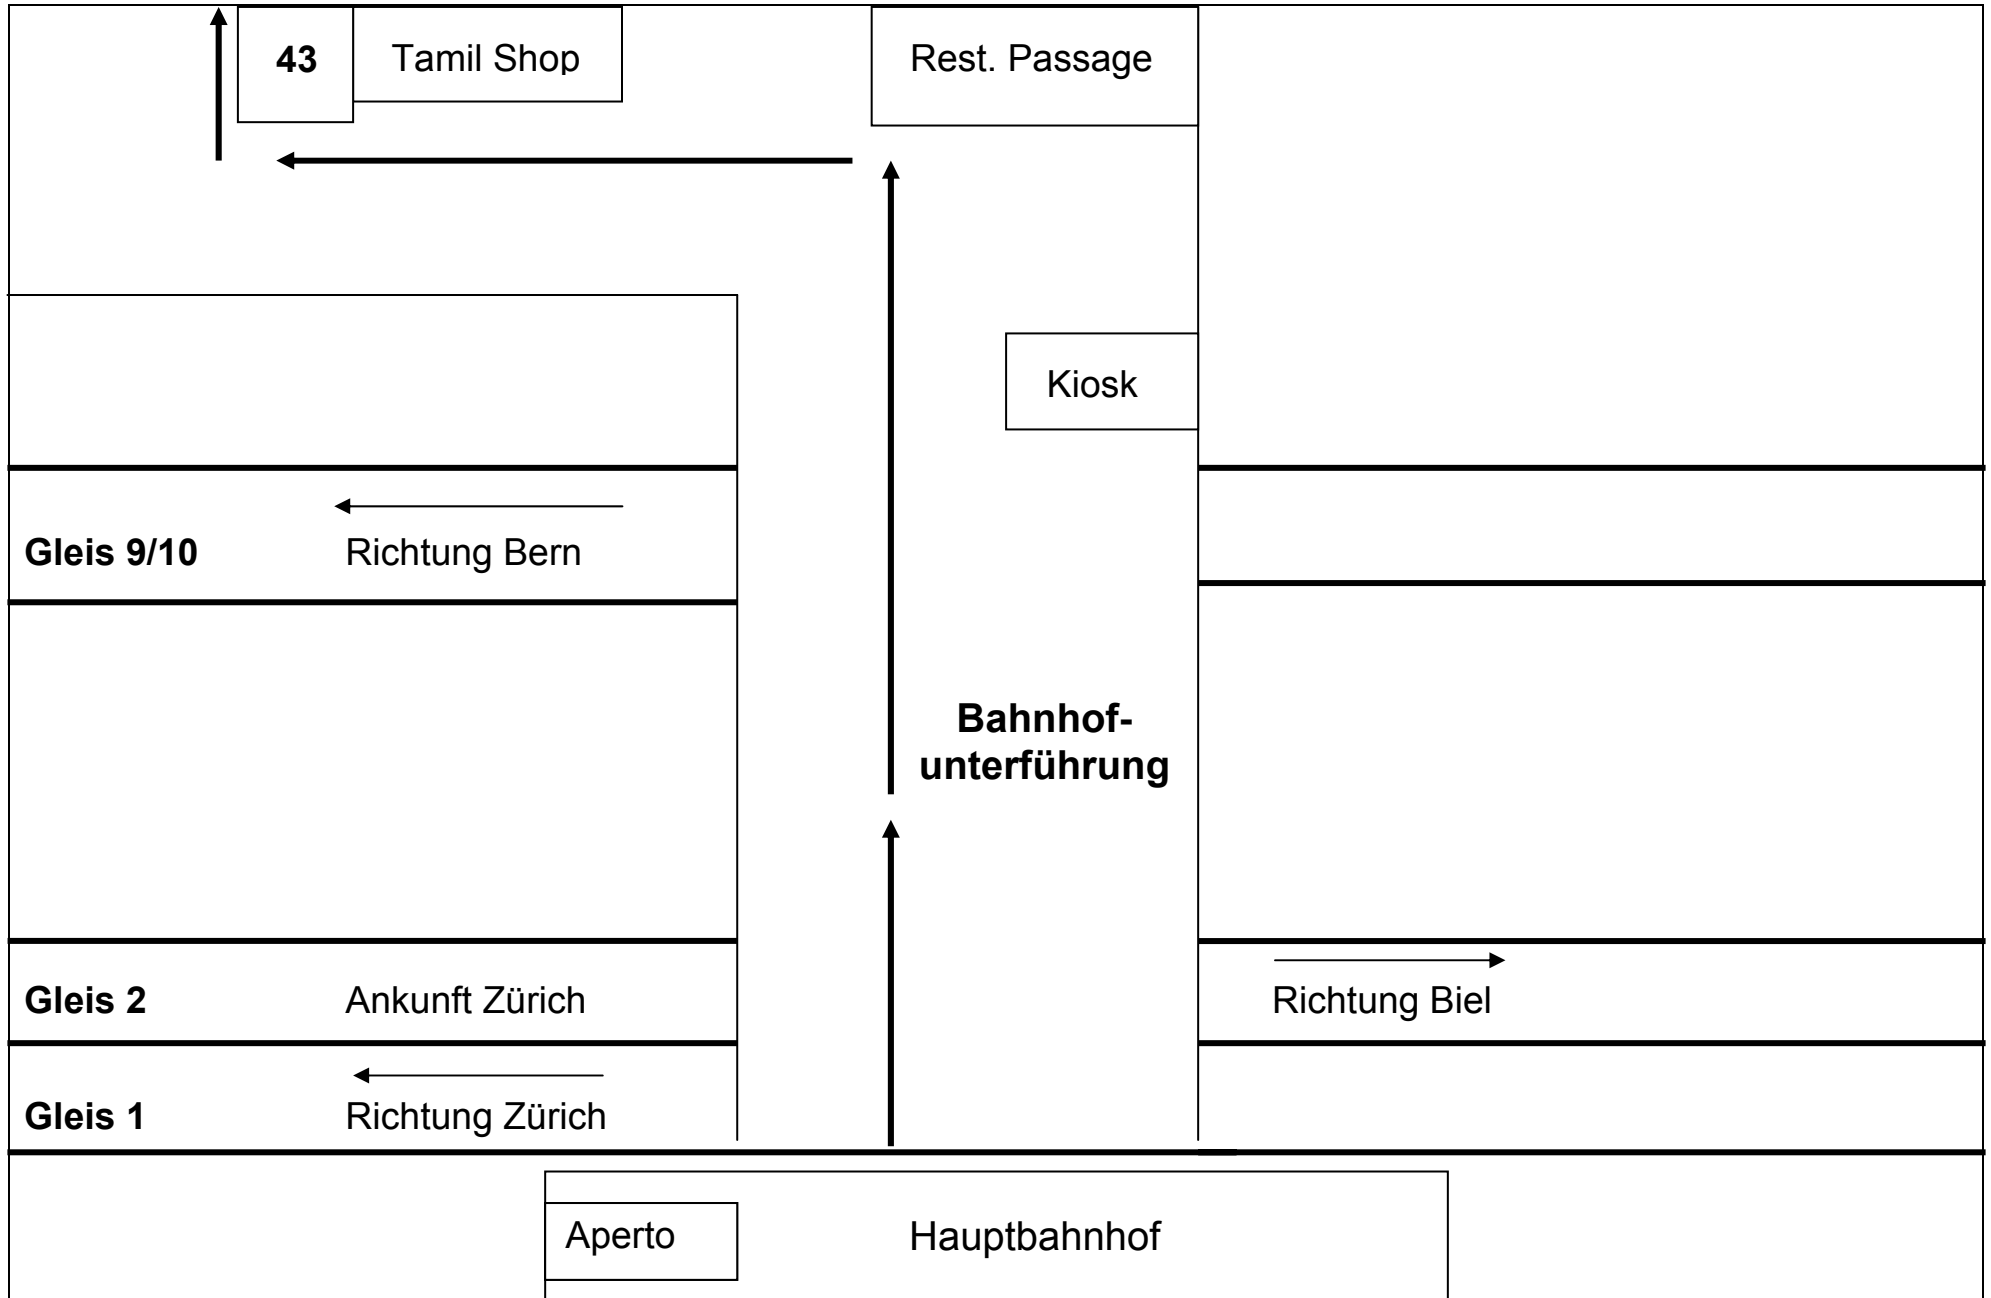 43 Tamil Shop Rest. Passage
Kiosk
Gleis 9/10 Richtung Bern
Bahnhof-
unterführung
Gleis 2 Ankunft Zürich Richtung Biel
Gleis 1 Richtung Zürich
Aperto Hauptbahnhof